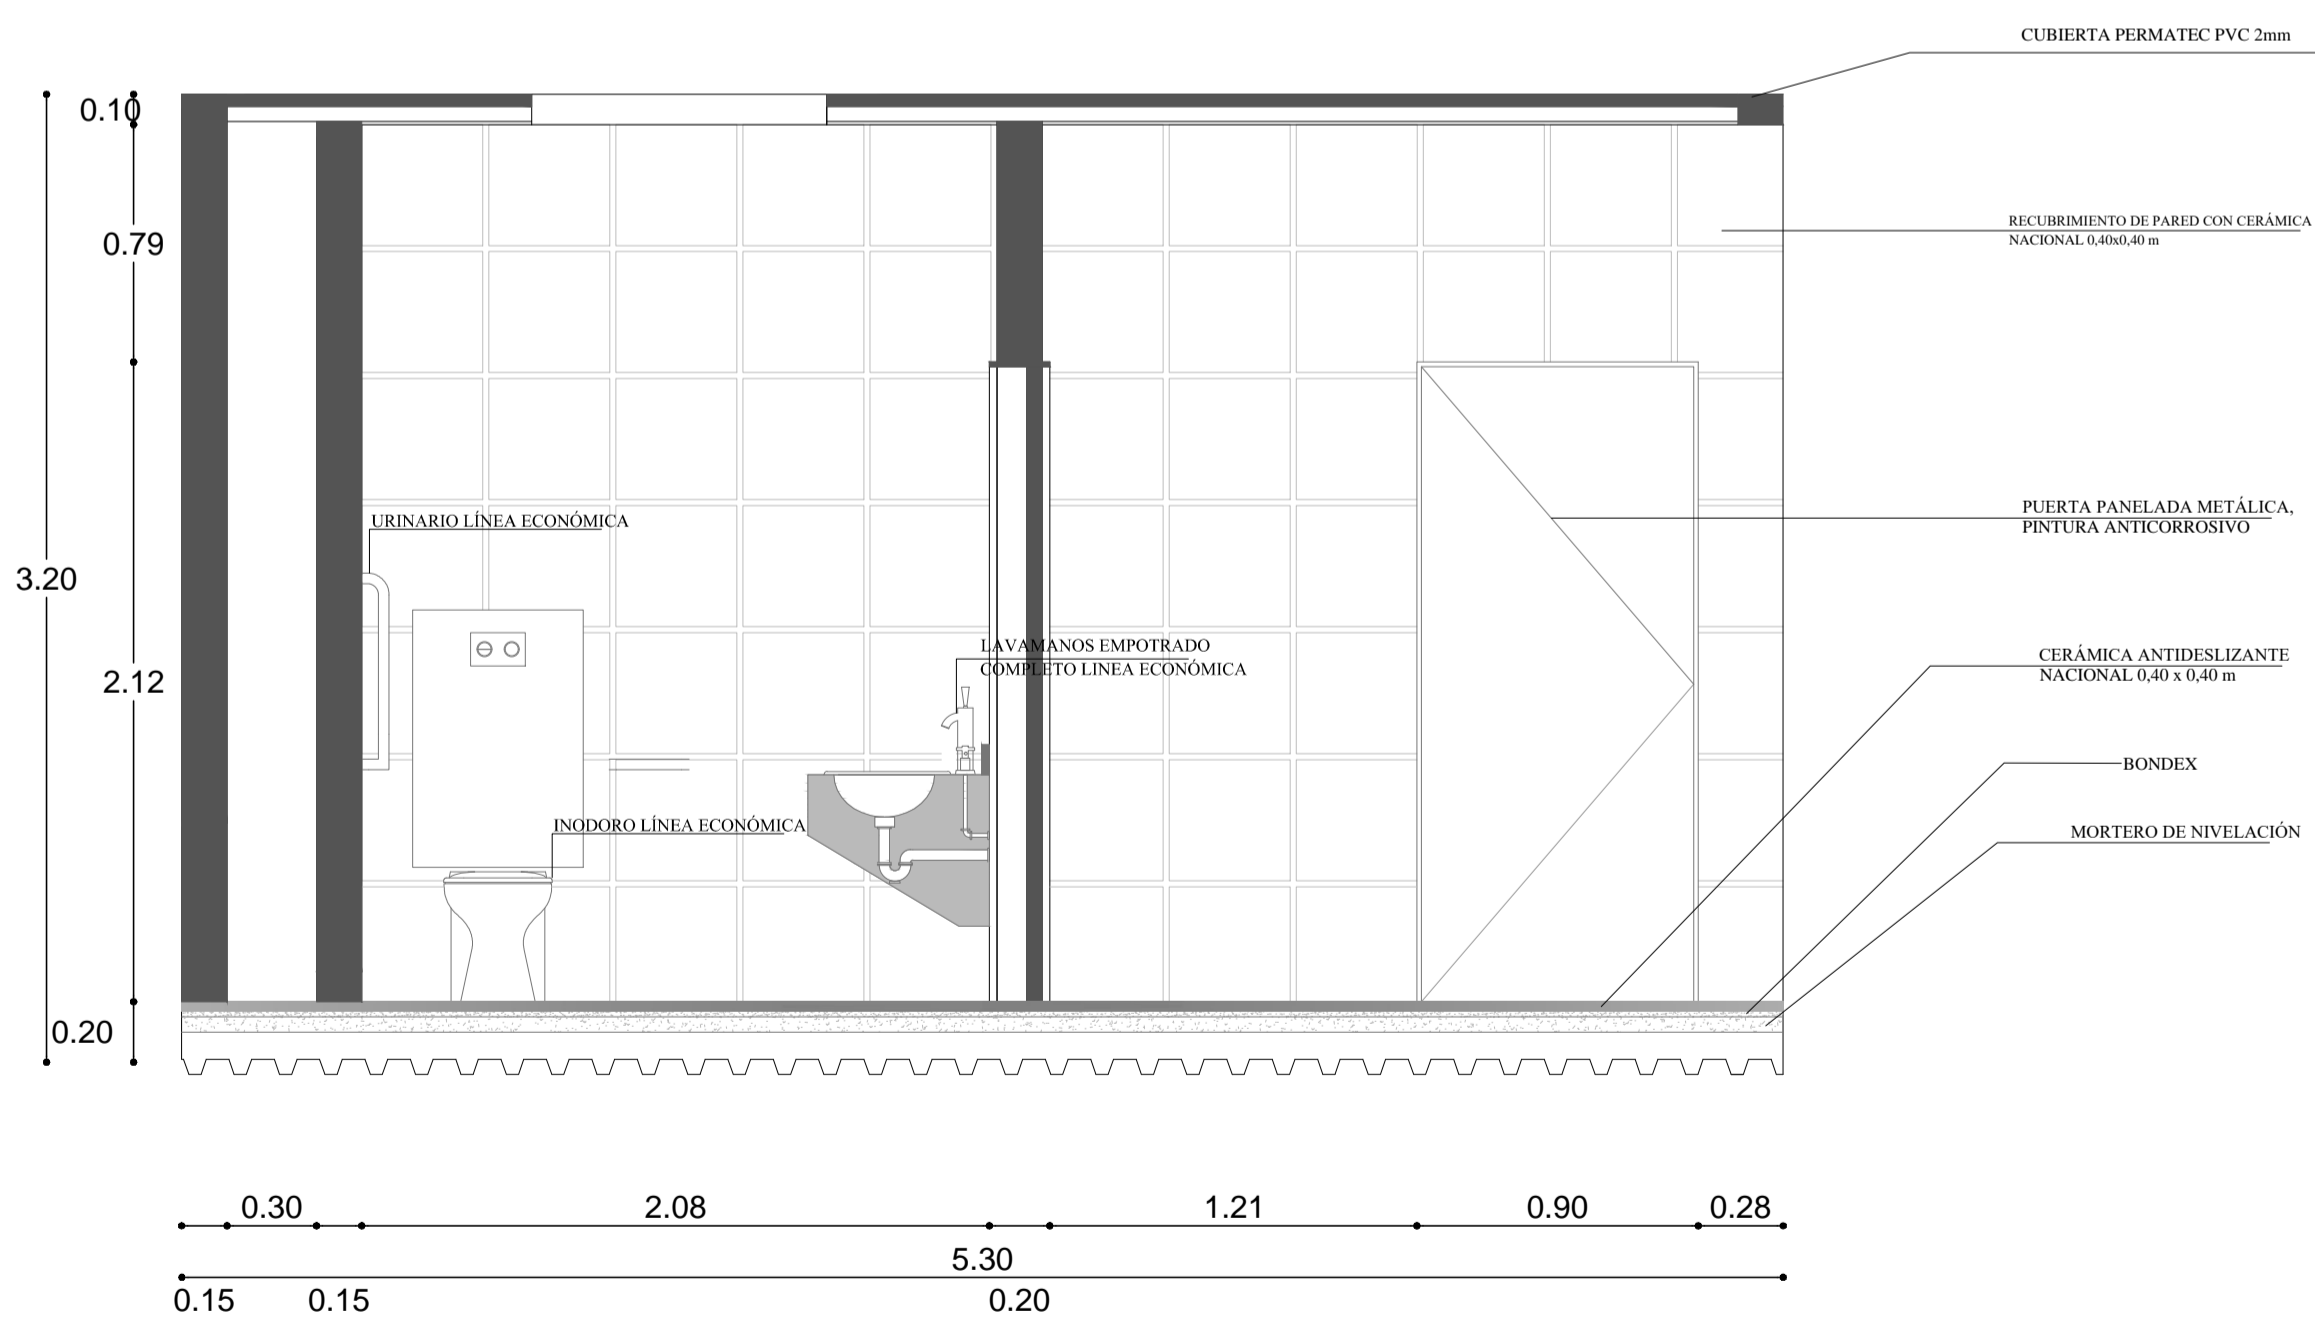 CUBIERTA PERMATEC PVC 2mm
0.10
RECUBRIMIENTO DE PARED CON CERÁMICA
NACIONAL 0,40x0,40 m
0.79
PUERTA PANELADA METÁLICA,
PINTURA ANTICORROSIVO
URINARIO LÍNEA ECONÓMICA
3.20
LAVAMANOS EMPOTRADO
COMPLETO LINEA ECONÓMICA
CERÁMICA ANTIDESLIZANTE
NACIONAL 0,40 x 0,40 m
2.12
BONDEX
INODORO LÍNEA ECONÓMICA
MORTERO DE NIVELACIÓN
0.20
0.30 2.08 1.21 0.90 0.28
5.30
0.15 0.15 0.20